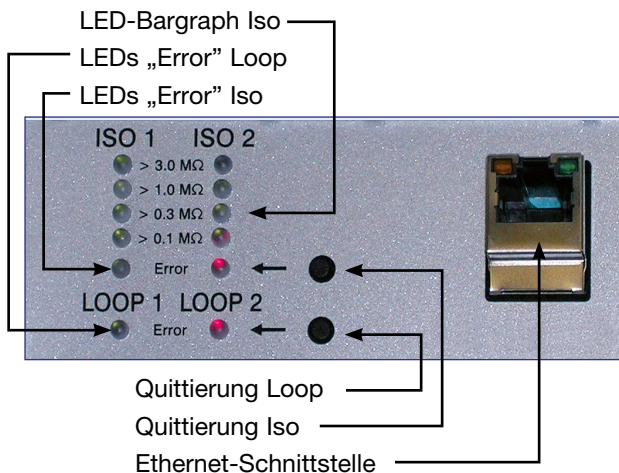 LED-Bargraph Iso
LEDs „Error” Loop
LEDs „Error” Iso
ISO 1 ISO 2
> 3.0 MΩ
> 1.0 MΩ
> 0.3 MΩ
> 0.1 MΩ
Error
LOOP 1 LOOP 2
Error
Quittierung Loop
Quittierung Iso
Ethernet-Schnittstelle